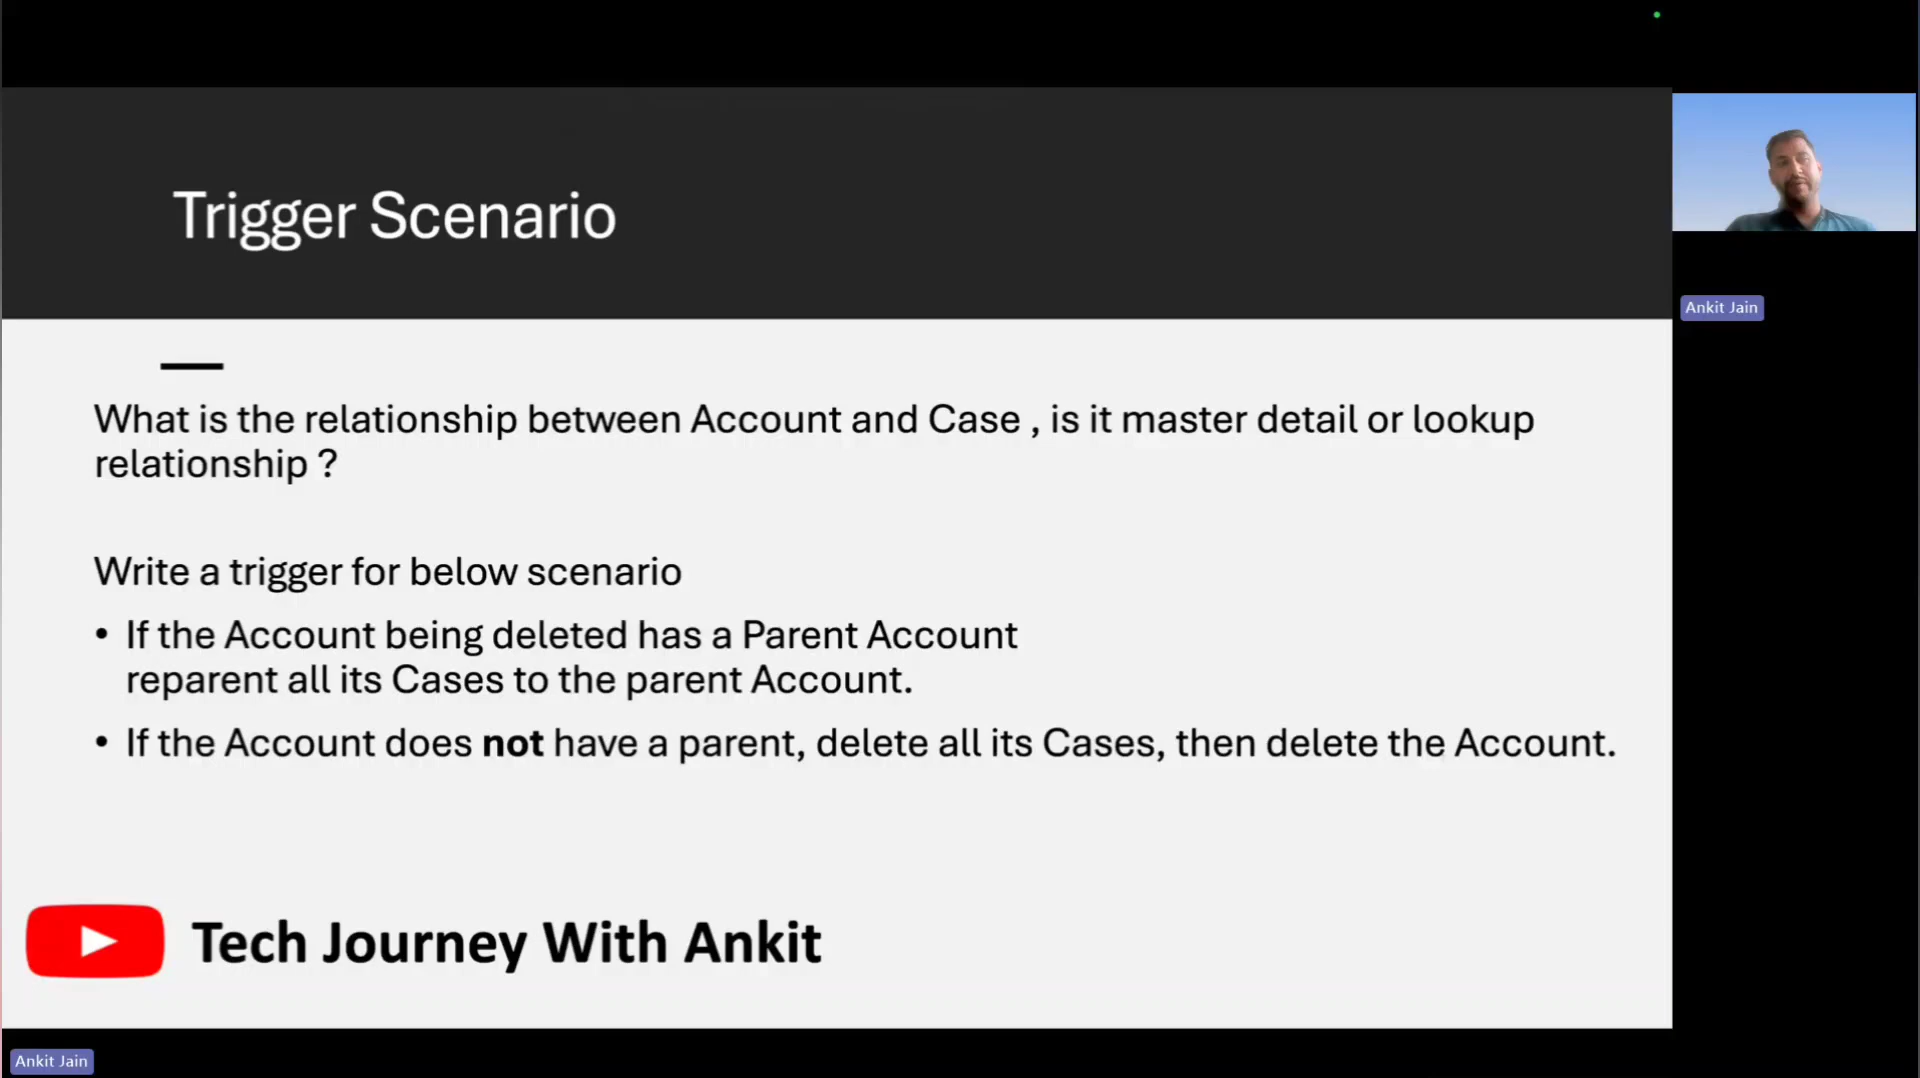 Trigger Scenario
What is the relationship between Account and Case , is it master detail or lookup
relationship ?
Write a trigger for below scenario
• If the Account being deleted has a Parent Account
reparent all its Cases to the parent Account.
• If the Account does not have a parent, delete all its Cases, then delete the Account.
Tech Journey With Ankit
Ankit Jain
Ankit Jain